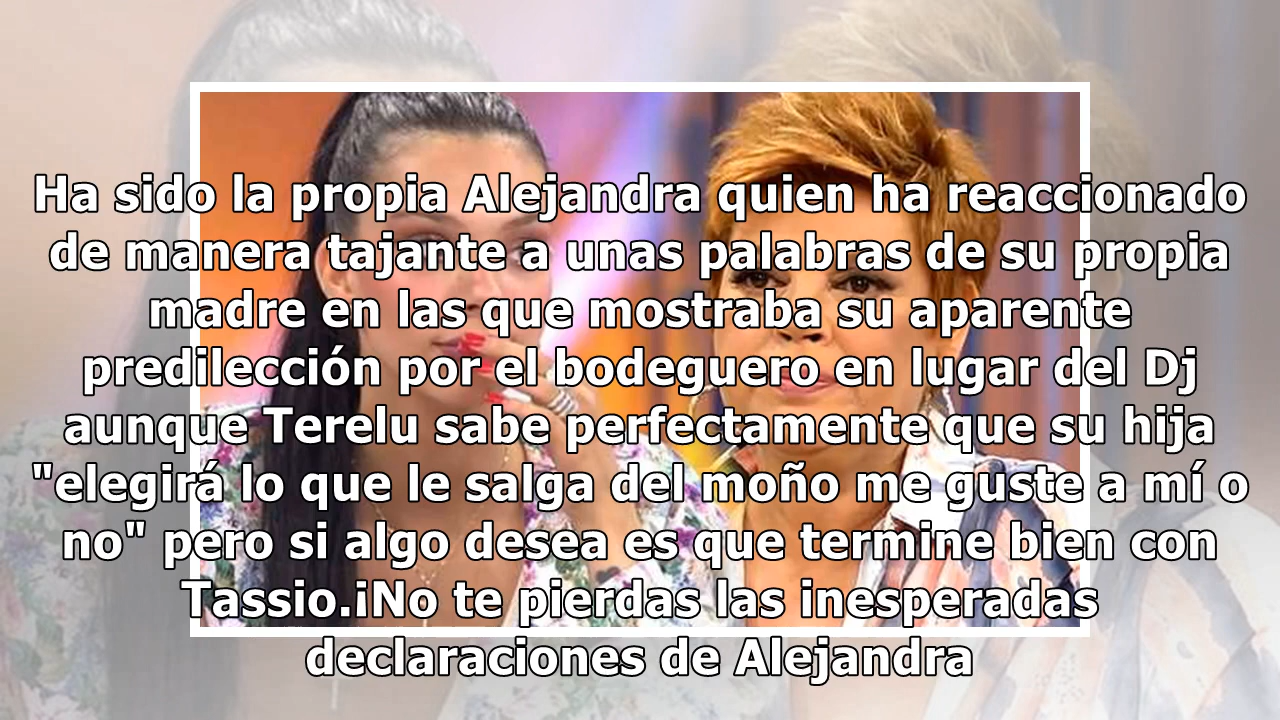 Ha sido la propia Alejandra quien ha reaccionado
de manera tajante a unas palabras de su propia
madre en las que mostraba su aparente
predilección por el bodeguero en lugar del Dj
aunque Terelu sabe perfectamente que su hija
"elegirá lo que le salga del moño me guste a mí o
no" pero si algo desea es que termine bien con
Tassio.¡No te pierdas las inesperadas
declaraciones de Alejandra